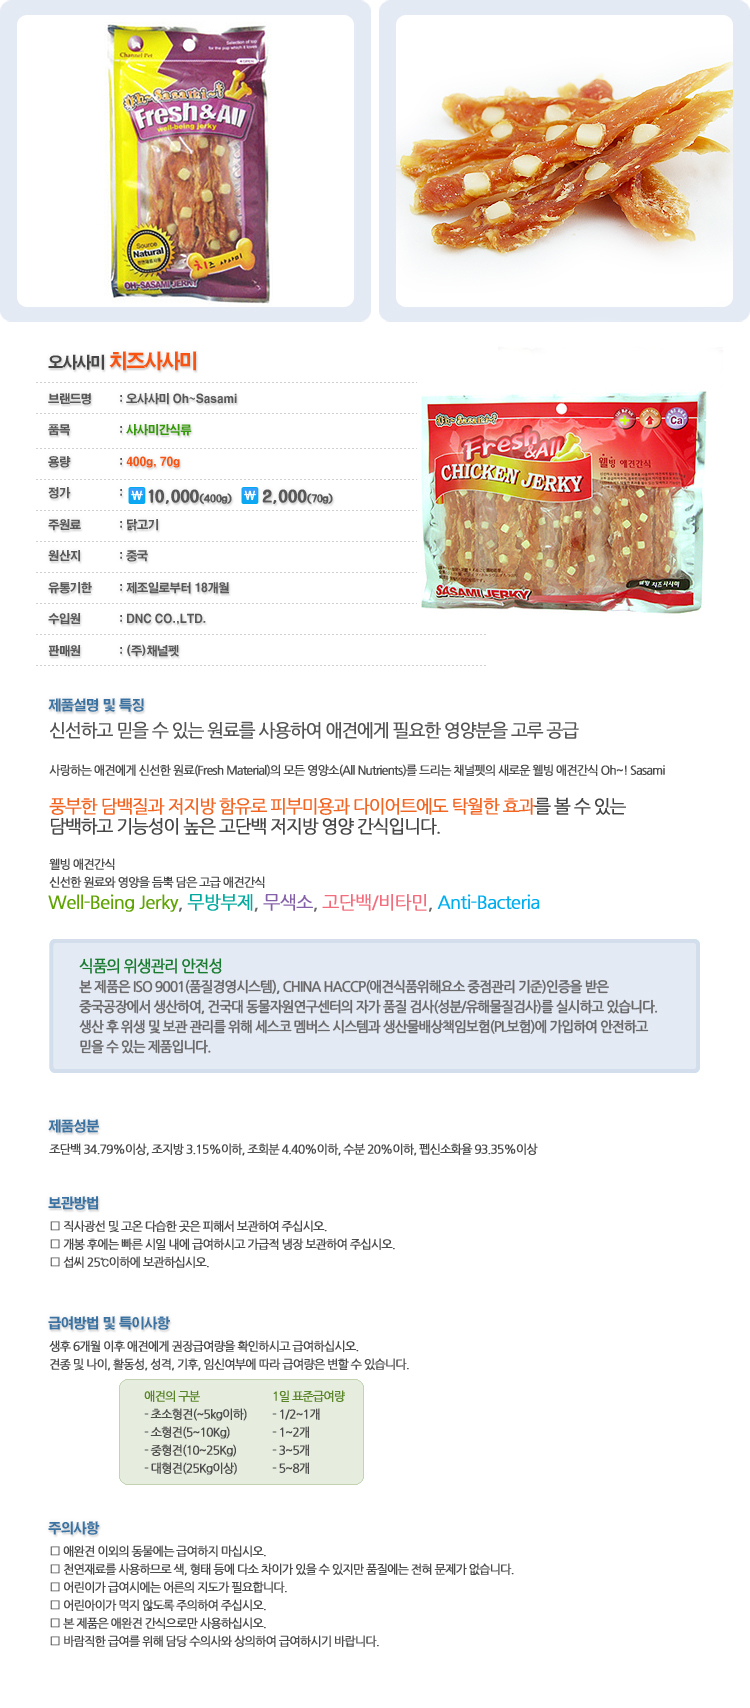 Channel Pet
Selection of top
for the pup which it loves
Oh~ Sasami~!
Fresh&All
well-being jerky
Source
Natural
치즈 사사미
OH~SASAMI JERKY
오사사미 치즈사사미
브랜드명 : 오사사미 Oh~Sasami
품목 : 사사미간식류
용량 : 400g, 70g
정가 : ₩10,000(400g) ₩2,000(70g)
주원료 : 닭고기
원산지 : 중국
유통기한 : 제조일로부터 18개월
수입원 : DNC CO.,LTD.
판매원 : (주)채널펫
Oh~ Sasami~!
Ca
Fresh&All
CHICKEN JERKY
웰빙 애견간식
웰빙 치즈사사미
SASAMI JERKY
제품설명 및 특징
신선하고 믿을 수 있는 원료를 사용하여 애견에게 필요한 영양분을 고루 공급
사랑하는 애견에게 신선한 원료(Fresh Material)의 모든 영양소(All Nutrients)를 드리는 채널펫의 새로운 웰빙 애견간식 Oh~! Sasami
풍부한 담백질과 저지방 함유로 피부미용과 다이어트에도 탁월한 효과를 볼 수 있는
담백하고 기능성이 높은 고단백 저지방 영양 간식입니다.
웰빙 애견간식
신선한 원료와 영양을 듬뿍 담은 고급 애견간식
Well-Being Jerky, 무방부제, 무색소, 고단백/비타민, Anti-Bacteria
식품의 위생관리 안전성
본 제품은 ISO 9001(품질경영시스템), CHINA HACCP(애견식품위해요소 중점관리 기준)인증을 받은
중국공장에서 생산하여, 건국대 동물자원연구센터의 자가 품질 검사(성분/유해물질검사)를 실시하고 있습니다.
생산 후 위생 및 보관 관리를 위해 세스코 멤버스 시스템과 생산물배상책임보험(PL보험)에 가입하여 안전하고
믿을 수 있는 제품입니다.
제품성분
조단백 34.79%이상, 조지방 3.15%이하, 조회분 4.40%이하, 수분 20%이하, 펩신소화율 93.35%이상
보관방법
□ 직사광선 및 고온 다습한 곳은 피해서 보관하여 주십시오.
□ 개봉 후에는 빠른 시일 내에 급여하시고 가급적 냉장 보관하여 주십시오.
□ 섭씨 25℃이하에 보관하십시오.
급여방법 및 특이사항
생후 6개월 이후 애견에게 권장급여량을 확인하시고 급여하십시오.
견종 및 나이, 활동성, 성격, 기후, 임신여부에 따라 급여량은 변할 수 있습니다.
애견의 구분 1일 표준급여량
- 초소형견(~5kg이하) - 1/2~1개
- 소형견(5~10Kg) - 1~2개
- 중형견(10~25Kg) - 3~5개
- 대형견(25Kg이상) - 5~8개
주의사항
□ 애완견 이외의 동물에는 급여하지 마십시오.
□ 천연재료를 사용하므로 색, 형태 등에 다소 차이가 있을 수 있지만 품질에는 전혀 문제가 없습니다.
□ 어린이가 급여시에는 어른의 지도가 필요합니다.
□ 어린아이가 먹지 않도록 주의하여 주십시오.
□ 본 제품은 애완견 간식으로만 사용하십시오.
□ 바람직한 급여를 위해 담당 수의사와 상의하여 급여하시기 바랍니다.